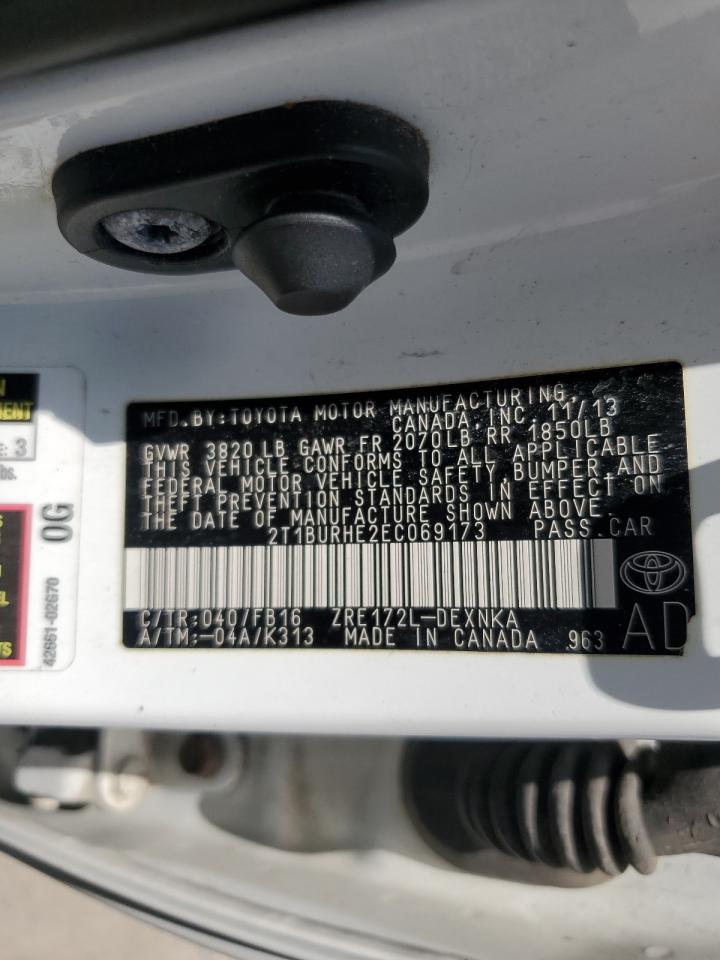 MFD.BY:TOYOTA MOTOR MANUFACTURING,
CANADA, INC. 11/13
GVWR 3820 LB GAWR FR 2070LB RR 1850LB
THIS VEHICLE CONFORMS TO ALL APPLICABLE
FEDERAL MOTOR VEHICLE SAFETY, BUMPER, AND
THEFT PREVENTION STANDARDS IN EFFECT ON
THE DATE OF MANUFACTURE SHOWN ABOVE.
2T1BURHE2EC069173 PASS.CAR
C/TR:040/FB16 ZRE172L-DEXNKA
A/TM:-04A/K313 MADE IN CANADA 963
AD
3
lbs.
0G
42661-02670